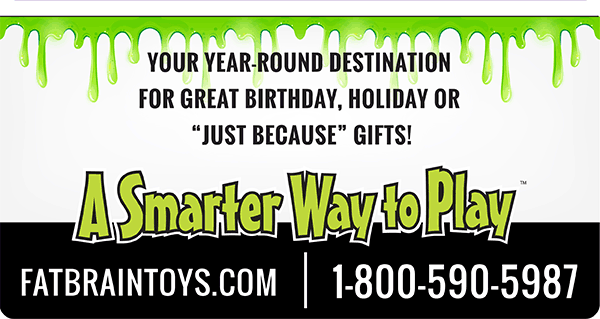 YOUR YEAR-ROUND DESTINATION
FOR GREAT BIRTHDAY, HOLIDAY OR
“JUST BECAUSE” GIFTS!
A Smarter Way to Play™
FATBRAINTOYS.COM | 1-800-590-5987